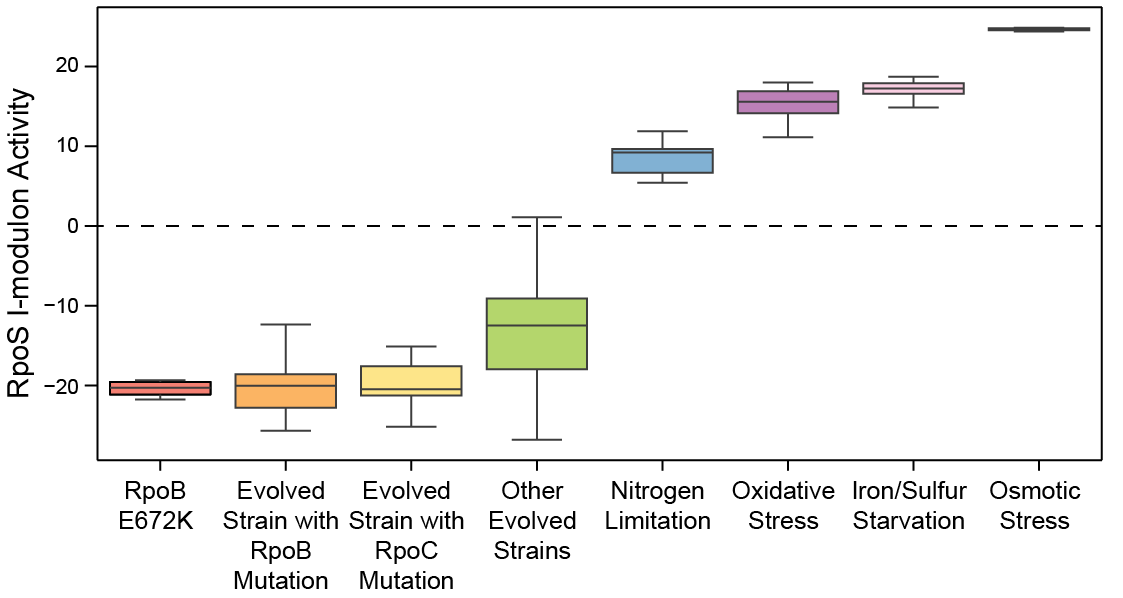 RpoS I-modulon Activity
20
10
0
−10
−20
RpoB
E672K
Evolved
Strain with
RpoB
Mutation
Evolved
Strain with
RpoC
Mutation
Other
Evolved
Strains
Nitrogen
Limitation
Oxidative
Stress
Iron/Sulfur
Starvation
Osmotic
Stress